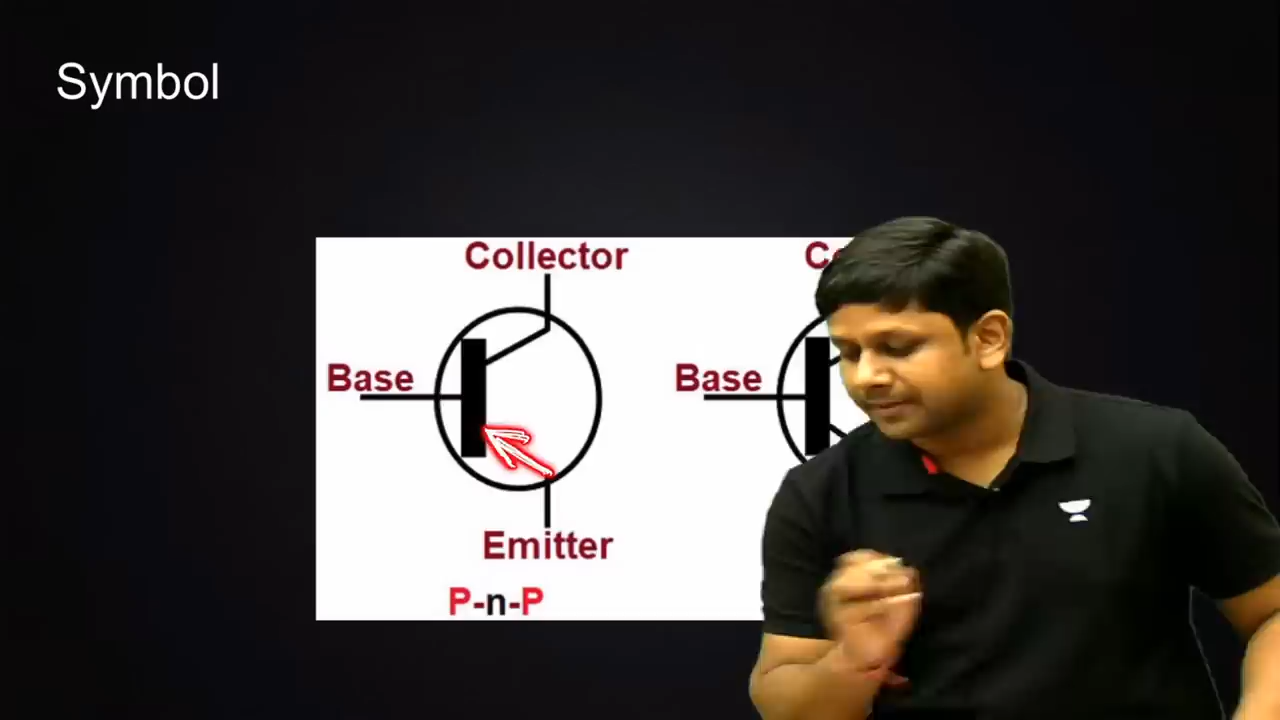 Symbol
Collector
Base
Base
Emitter
P-n-P